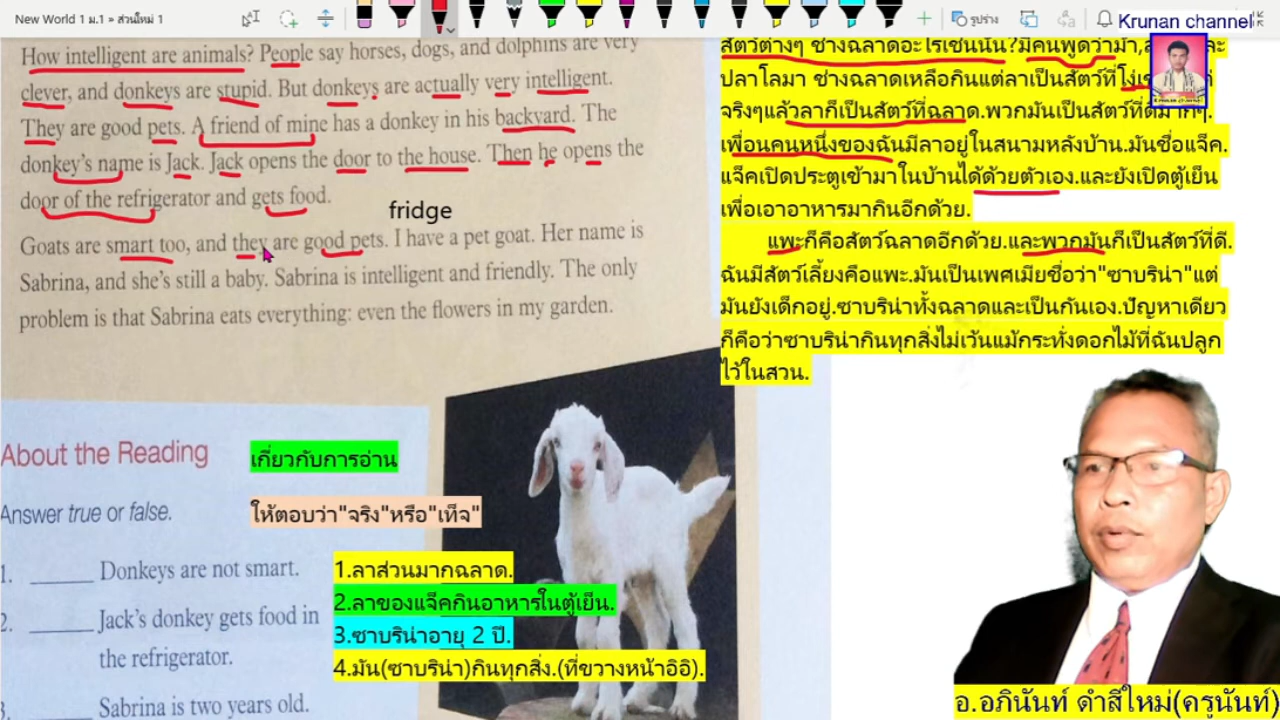 New World 1 ม.1 » ส่วนใหม่ 1
รูปร่าง
Krunan channel
How intelligent are animals? People say horses, dogs, and dolphins are very
clever, and donkeys are stupid. But donkeys are actually very intelligent.
They are good pets. A friend of mine has a donkey in his backyard. The
donkey's name is Jack. Jack opens the door to the house. Then he opens the
door of the refrigerator and gets food.
fridge
Goats are smart too, and they are good pets. I have a pet goat. Her name is
Sabrina, and she's still a baby. Sabrina is intelligent and friendly. The only
problem is that Sabrina eats everything: even the flowers in my garden.
สัตว์ต่างๆ ช่างฉลาดอะไรเช่นนั้น?มีคนพูดว่าม้า,
ปลาโลมา ช่างฉลาดเหลือกินแต่ลาเป็นสัตว์ที่
จริงๆแล้วลาก็เป็นสัตว์ที่ฉลาด.พวกมันเป็นสัตว์ที่ดีมากๆ.
เพื่อนคนหนึ่งของฉันมีลาอยู่ในสนามหลังบ้าน.มันชื่อแจ็ค.
แจ็คเปิดประตูเข้ามาในบ้านได้ด้วยตัวเอง.และยังเปิดตู้เย็น
เพื่อเอาอาหารมากินอีกด้วย.
แพะก็คือสัตว์ฉลาดอีกด้วย.และพวกมันก็เป็นสัตว์ที่ดี.
ฉันมีสัตว์เลี้ยงคือแพะ.มันเป็นเพศเมียชื่อว่า"ซาบริน่า"แต่
มันยังเด็กอยู่.ซาบริน่าทั้งฉลาดและเป็นกันเอง.ปัญหาเดียว
ก็คือว่าซาบริน่ากินทุกสิ่งไม่เว้นแม้กระทั่งดอกไม้ที่ฉันปลูก
ไว้ในสวน.
About the Reading
เกี่ยวกับการอ่าน
Answer true or false.
ให้ตอบว่า"จริง"หรือ"เท็จ"
1. ______ Donkeys are not smart.
2. ______ Jack's donkey gets food in
the refrigerator.
3. ______ Sabrina is two years old.
1.ลาส่วนมากฉลาด.
2.ลาของแจ็คกินอาหารในตู้เย็น.
3.ซาบริน่าอายุ 2 ปี.
4.มัน(ซาบริน่า)กินทุกสิ่ง.(ที่ขวางหน้าอิอิ).
อ.อภินันท์ ดำสีใหม่(ครูนันท์)